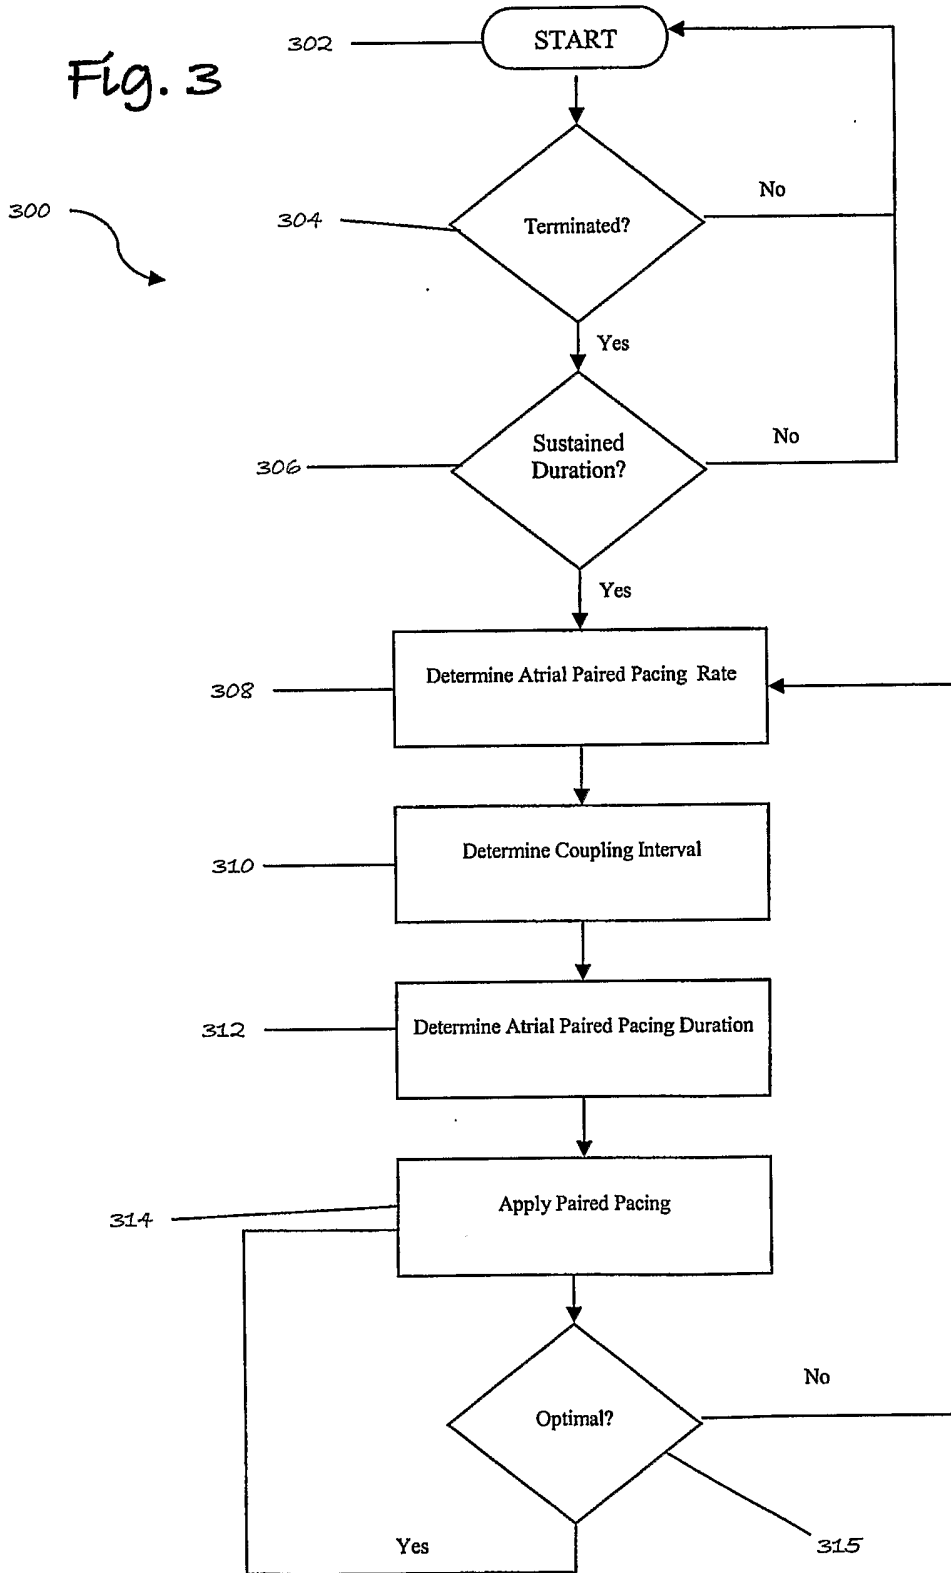 302
START
Fig. 3
300
304
Terminated?
No
Yes
306
Sustained
Duration?
No
Yes
308
Determine Atrial Paired Pacing Rate
310
Determine Coupling Interval
312
Determine Atrial Paired Pacing Duration
314
Apply Paired Pacing
No
Optimal?
Yes
315